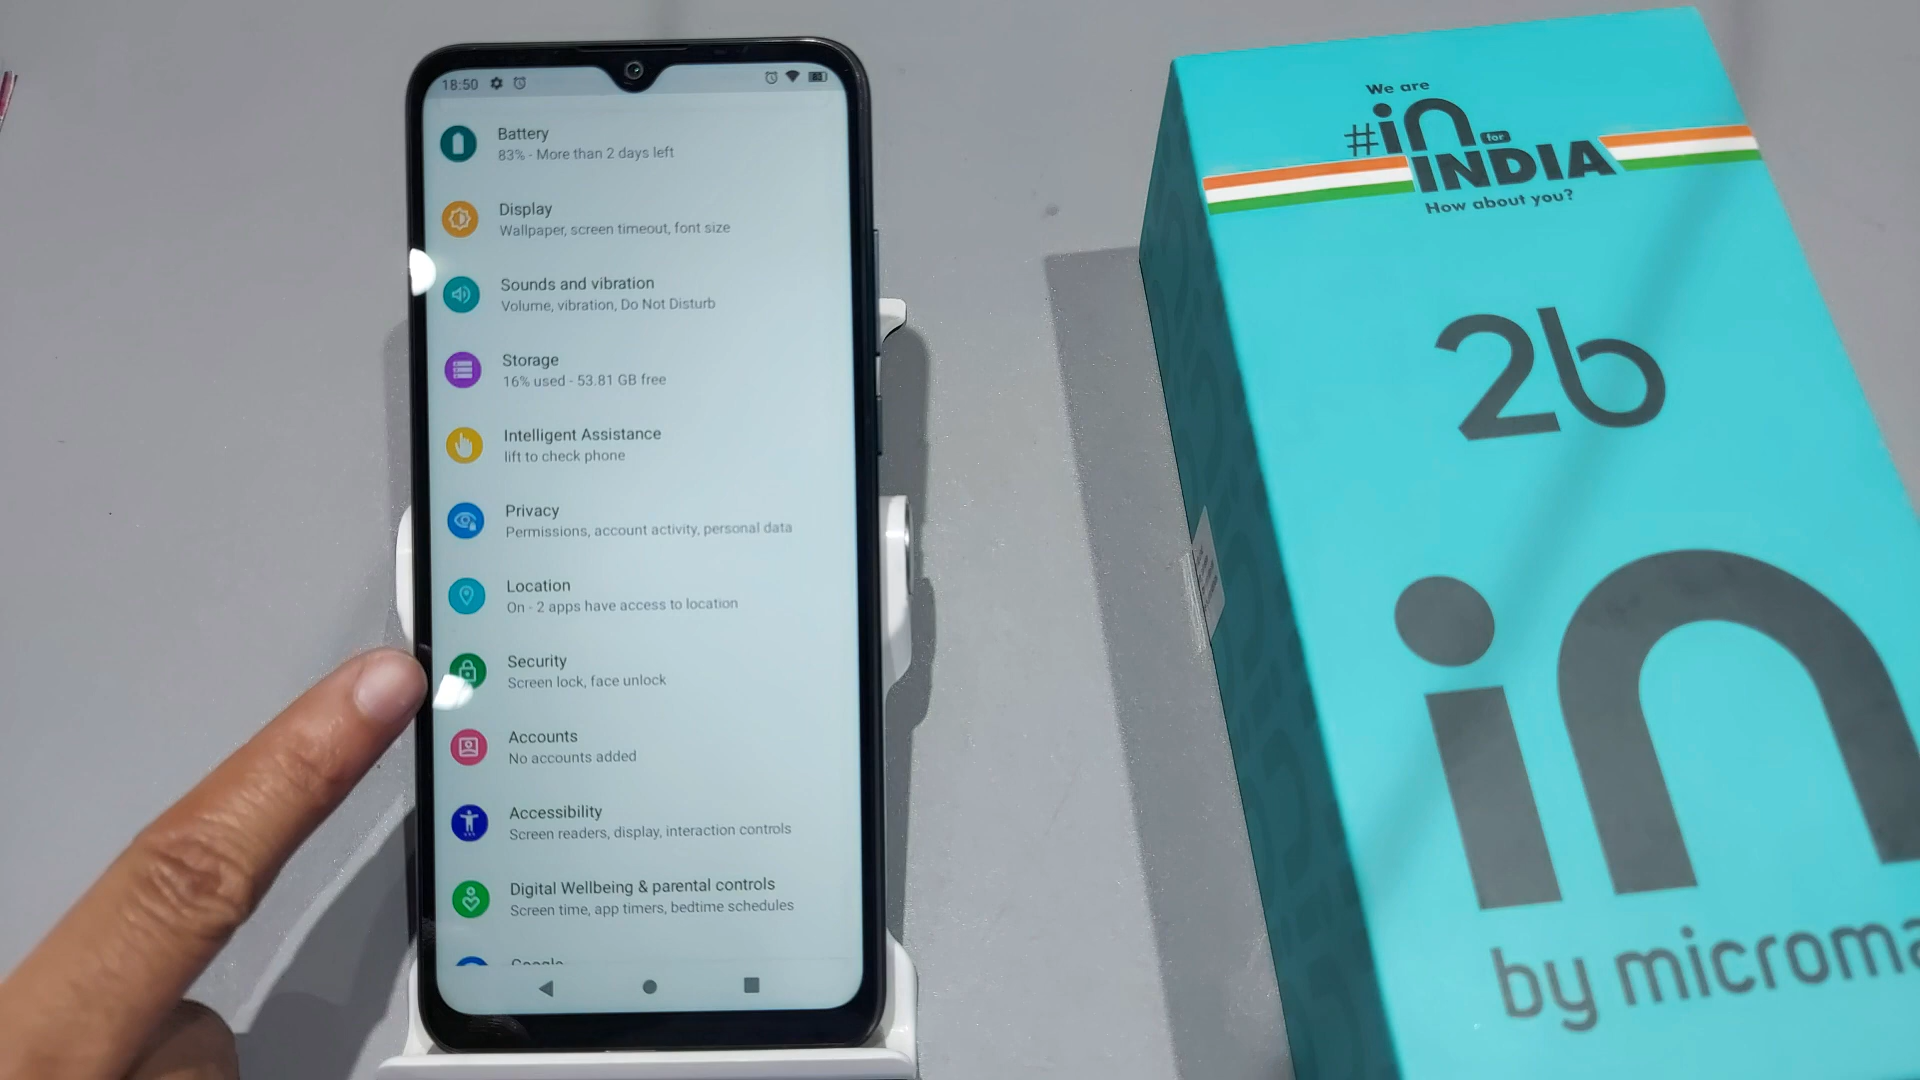 18:50
Battery
83% - More than 2 days left
Display
Wallpaper, screen timeout, font size
Sounds and vibration
Volume, vibration, Do Not Disturb
Storage
16% used - 53.81 GB free
Intelligent Assistance
lift to check phone
Privacy
Permissions, account activity, personal data
Location
On - 2 apps have access to location
Security
Screen lock, face unlock
Accounts
No accounts added
Accessibility
Screen readers, display, interaction controls
Digital Wellbeing & parental controls
Screen time, app timers, bedtime schedules
Google
We are
#in for
INDIA
How about you?
2b
in
by microma